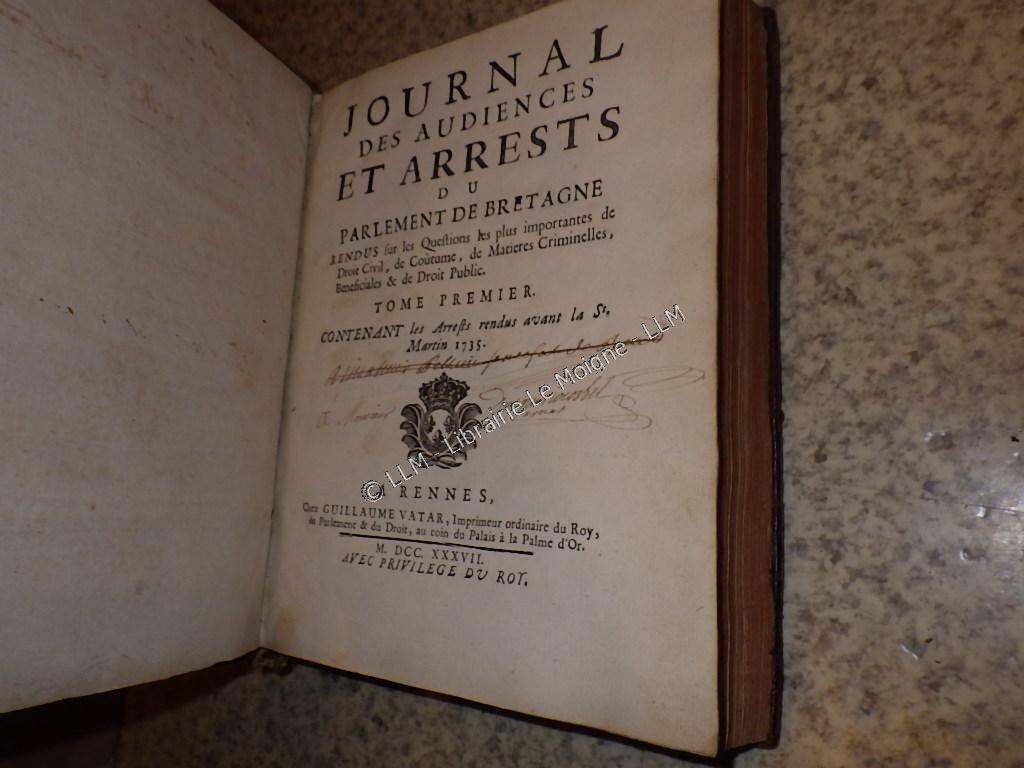 JOURNAL
DES AUDIENCES
ET ARRESTS
DU
PARLEMENT DE BRETAGNE
RENDUS ſur les Queſtions les plus importantes de
Droit Civil, de Coûtume, de Matieres Criminelles,
Beneficiales & de Droit Public.
TOME PREMIER.
CONTENANT les Arreſts rendus avant la St.
Martin 1735.
© LLM - Librairie Le Moigne - LLM
A RENNES,
Chez GUILLAUME VATAR, Imprimeur ordinaire du Roy,
du Parlement & du Droit, au coin du Palais à la Palme d'Or.
M. DCC. XXXVII.
AVEC PRIVILEGE DU ROY.